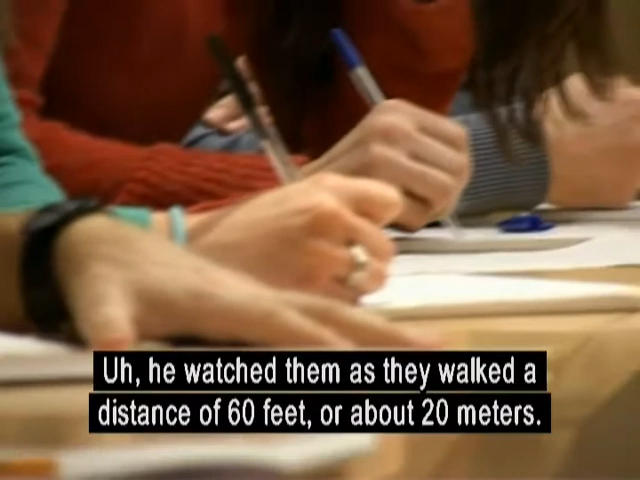 Uh, he watched them as they walked a
distance of 60 feet, or about 20 meters.